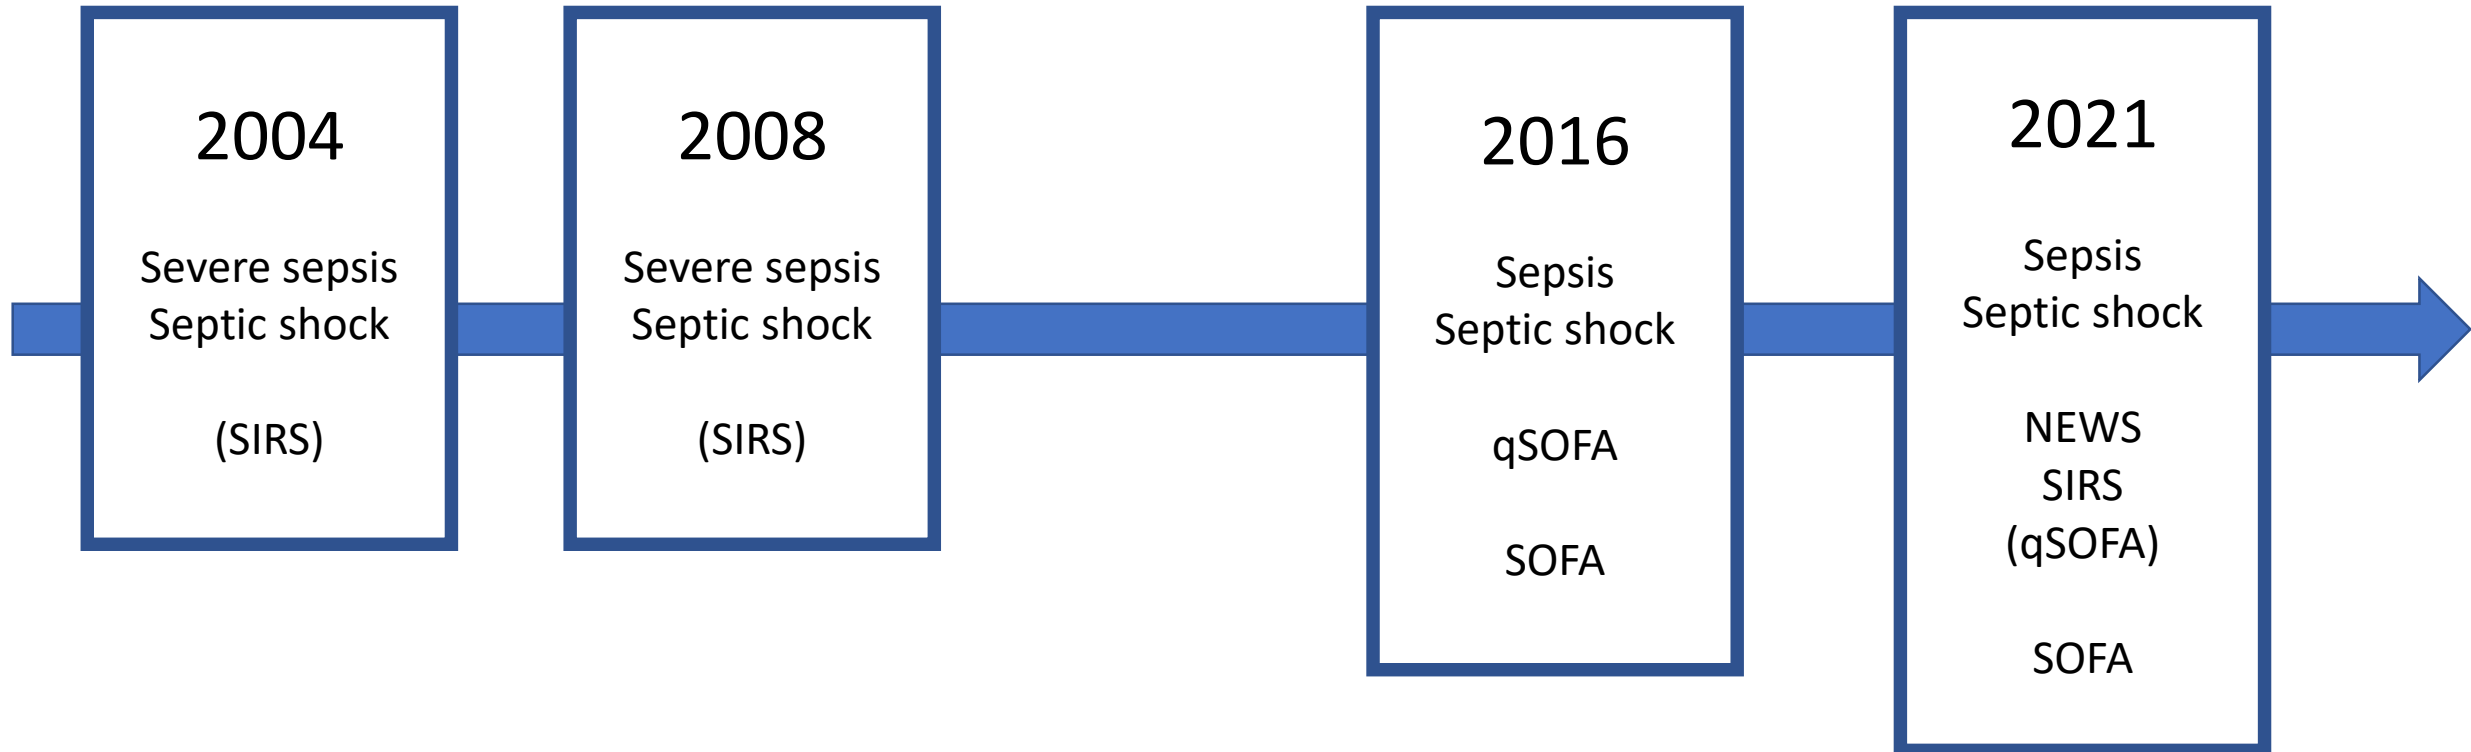 2004
Severe sepsis
Septic shock
(SIRS)
2008
Severe sepsis
Septic shock
(SIRS)
2016
Sepsis
Septic shock
qSOFA
SOFA
2021
Sepsis
Septic shock
NEWS
SIRS
(qSOFA)
SOFA